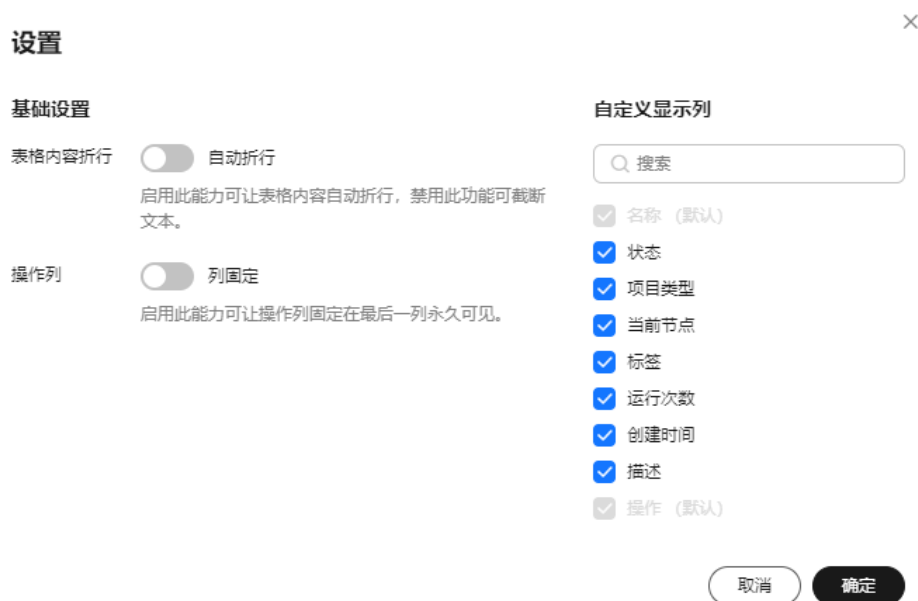 设置
基础设置
表格内容折行
自动折行
启用此能力可让表格内容自动折行，禁用此功能可截断
文本。
操作列
列固定
启用此能力可让操作列固定在最后一列永久可见。
自定义显示列
搜索
名称 (默认)
状态
项目类型
当前节点
标签
运行次数
创建时间
描述
操作 (默认)
取消
确定